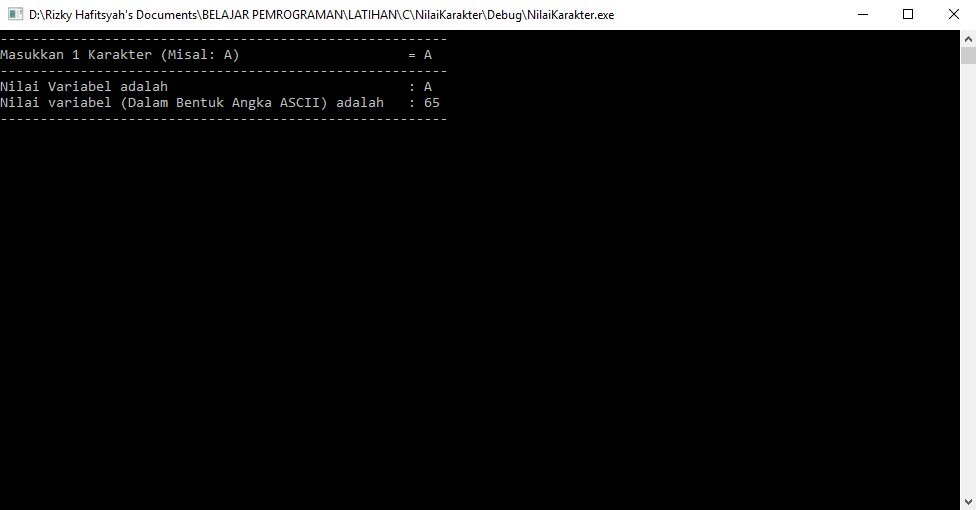 D:\Rizky Hafitsyah's Documents\BELAJAR PEMROGRAMAN\LATIHAN\C\NilaiKarakter\Debug\NilaiKarakter.exe
--------------------------------------------------------
Masukkan 1 Karakter (Misal: A)                     = A
--------------------------------------------------------
Nilai Variabel adalah                              : A
Nilai variabel (Dalam Bentuk Angka ASCII) adalah   : 65
--------------------------------------------------------